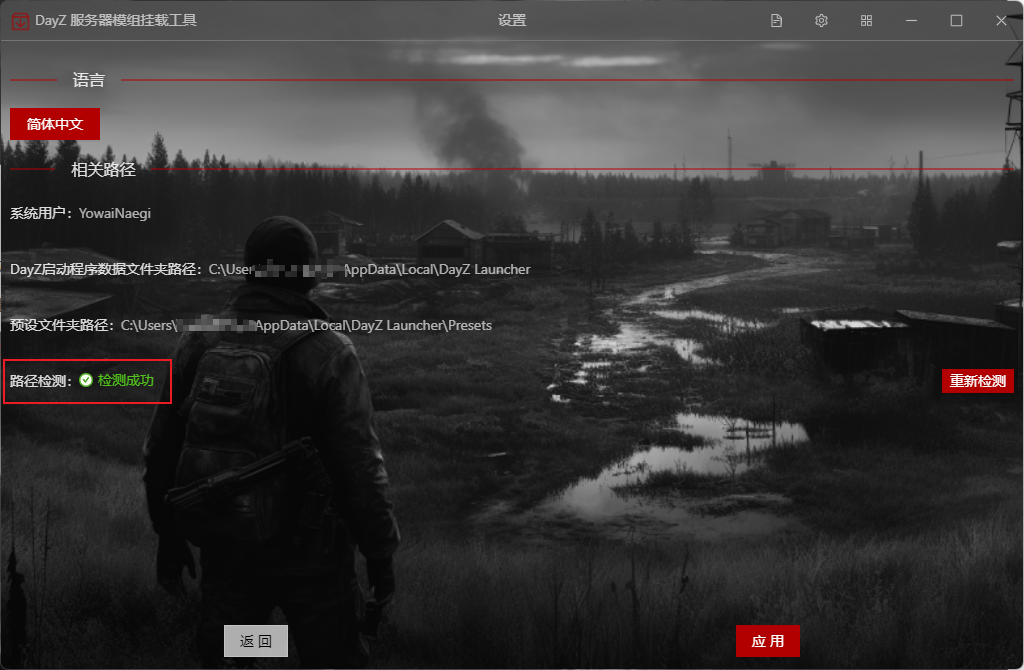 DayZ 服务器模组挂载工具
设置
语言
简体中文
相关路径
系统用户：YowaiNaegi
DayZ启动程序数据文件夹路径：C:\User \AppData\Local\DayZ Launcher
预设文件夹路径：C:\Users\ AppData\Local\DayZ Launcher\Presets
路径检测： 检测成功
重新检测
返 回
应 用